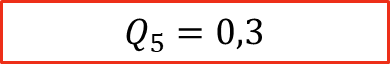 Q₅ = 0,3